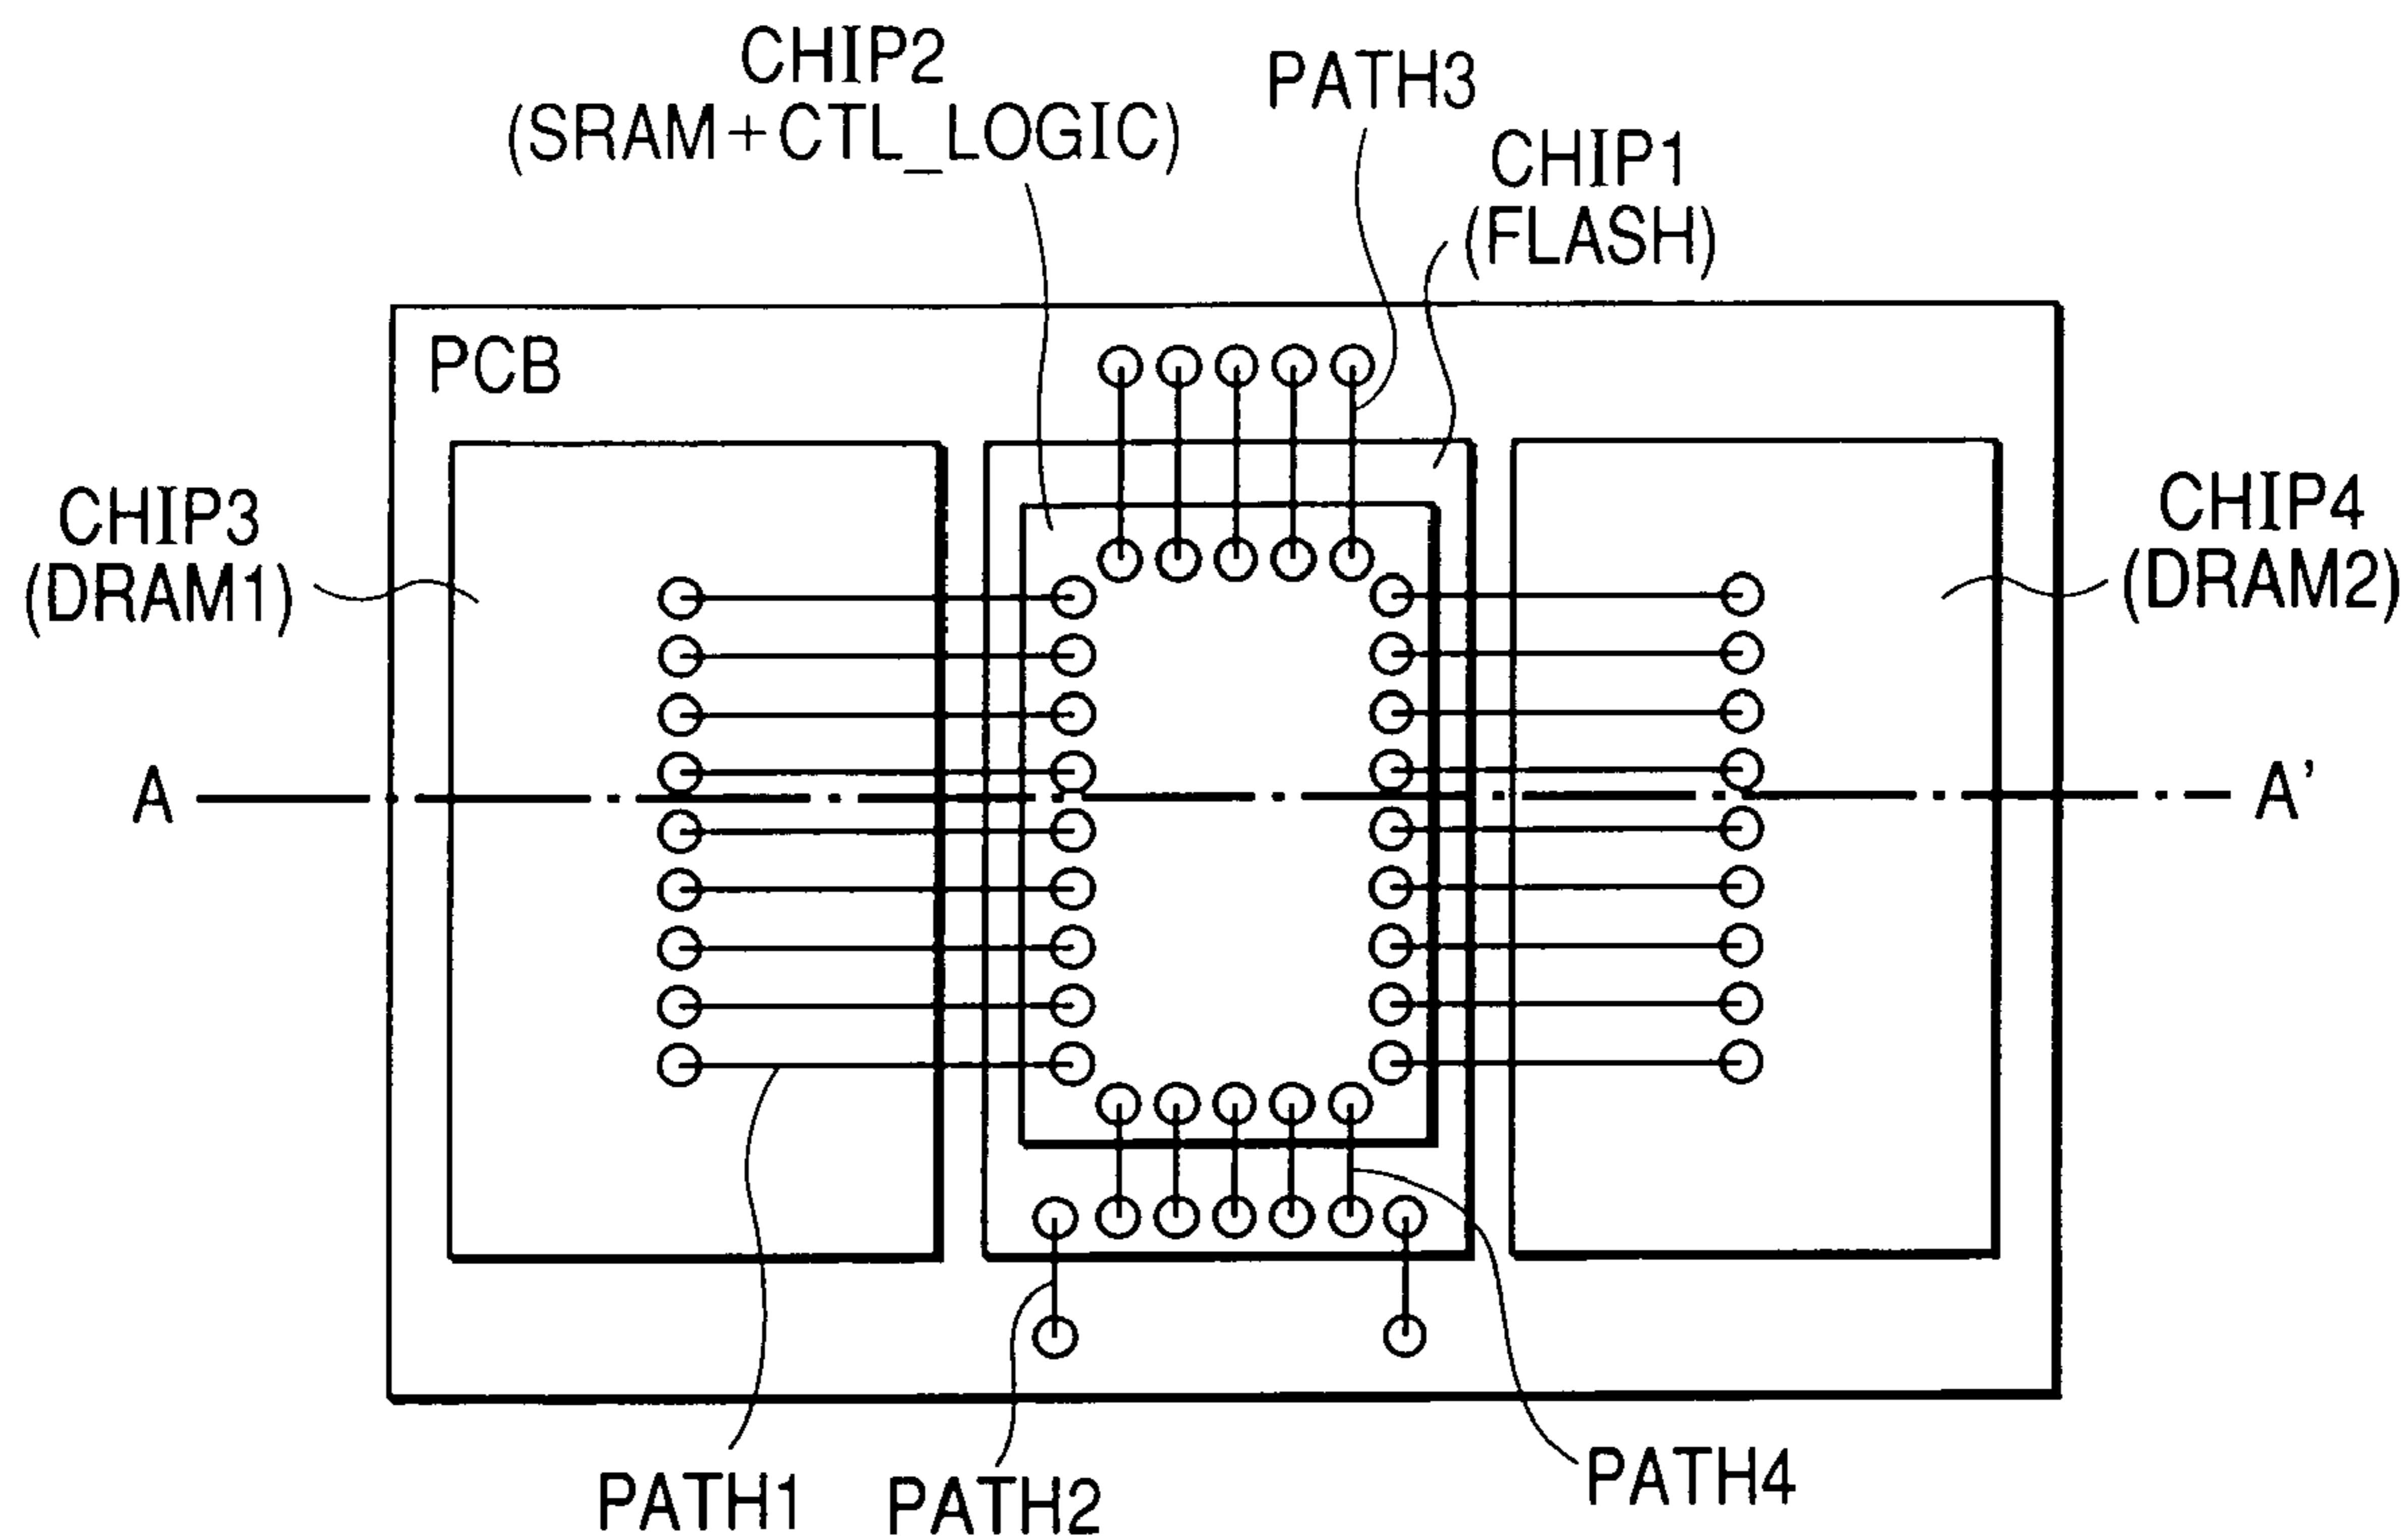 CHIP2
(SRAM+CTL_LOGIC)
PATH3
CHIP1
(FLASH)
PCB
CHIP3
(DRAM1)
CHIP4
(DRAM2)
A
A'
PATH1
PATH2
PATH4